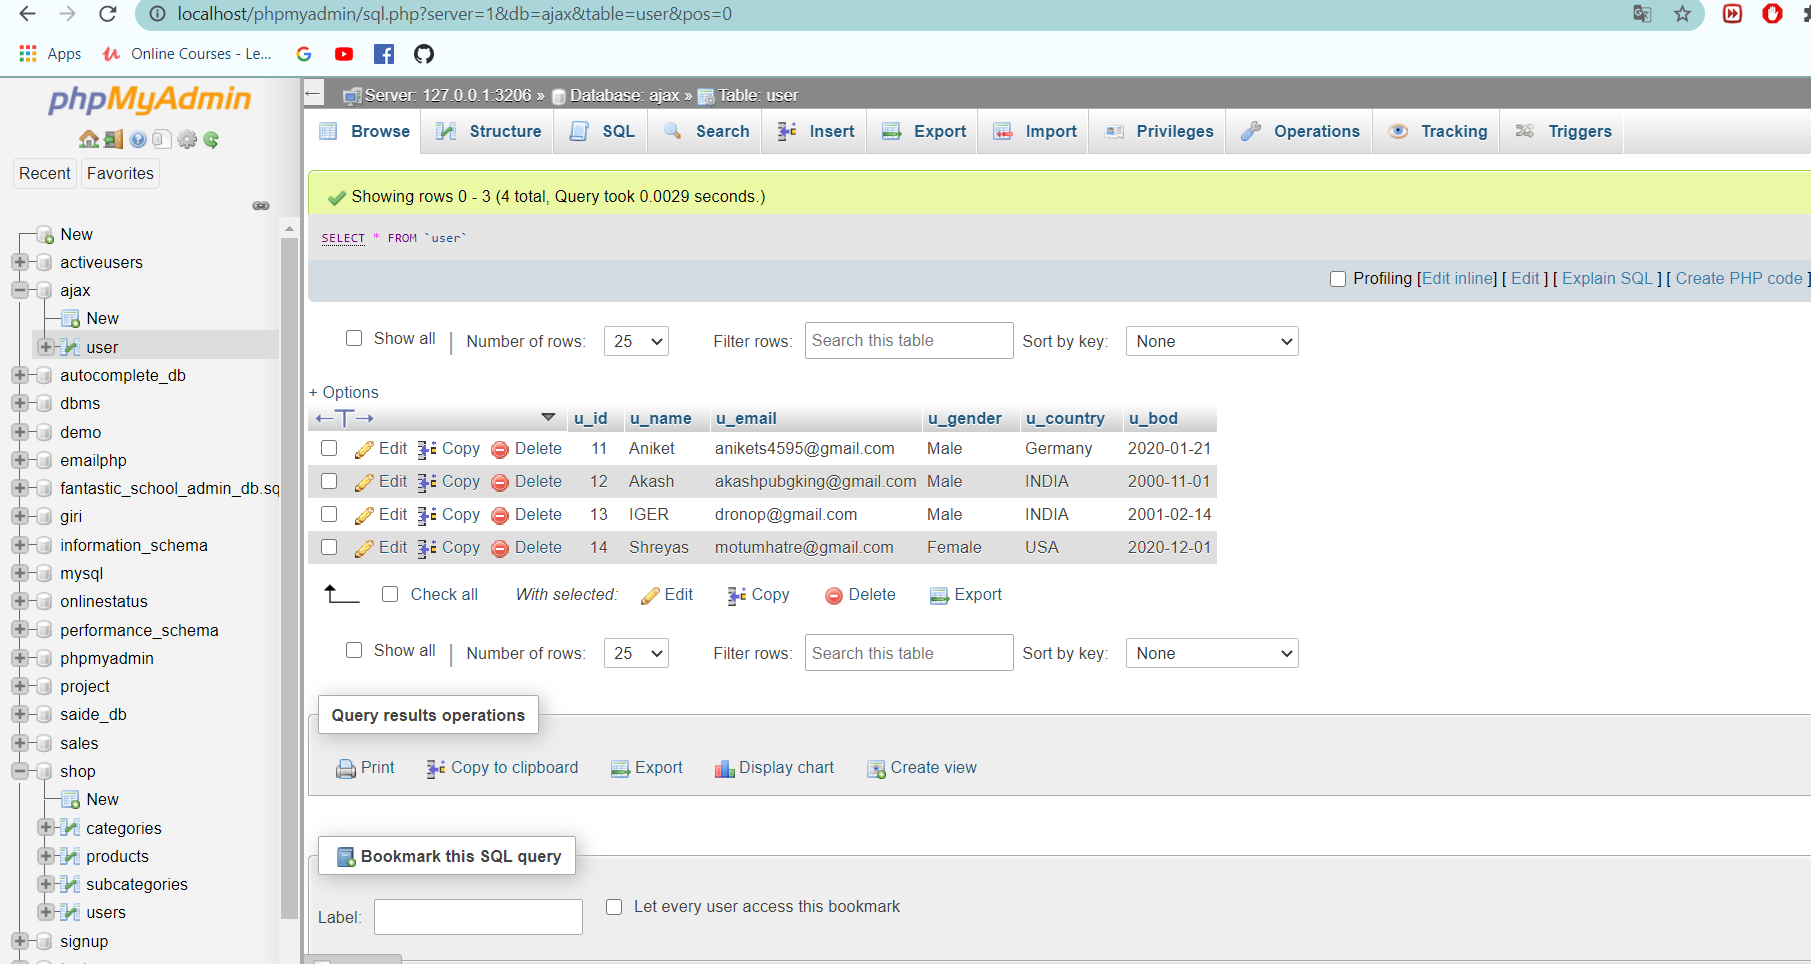 localhost/phpmyadmin/sql.php?server=1&db=ajax&table=user&pos=0
Apps Online Courses - Le...
phpMyAdmin
Recent Favorites
New
activeusers
ajax
New
user
autocomplete_db
dbms
demo
emailphp
fantastic_school_admin_db.sq
giri
information_schema
mysql
onlinestatus
performance_schema
phpmyadmin
project
saide_db
sales
shop
New
categories
products
subcategories
users
signup
Server: 127.0.0.1:3206 » Database: ajax » Table: user
Browse Structure SQL Search Insert Export Import Privileges Operations Tracking Triggers
Showing rows 0 - 3 (4 total, Query took 0.0029 seconds.)
SELECT * FROM `user`
Profiling [Edit inline] [ Edit ] [ Explain SQL ] [ Create PHP code ]
Show all | Number of rows: 25 Filter rows: Search this table Sort by key: None
+ Options
←T→ u_id u_name u_email u_gender u_country u_bod
Edit Copy Delete 11 Aniket anikets4595@gmail.com Male Germany 2020-01-21
Edit Copy Delete 12 Akash akashpubgking@gmail.com Male INDIA 2000-11-01
Edit Copy Delete 13 IGER dronop@gmail.com Male INDIA 2001-02-14
Edit Copy Delete 14 Shreyas motumhatre@gmail.com Female USA 2020-12-01
Check all With selected: Edit Copy Delete Export
Show all | Number of rows: 25 Filter rows: Search this table Sort by key: None
Query results operations
Print Copy to clipboard Export Display chart Create view
Bookmark this SQL query
Label: Let every user access this bookmark